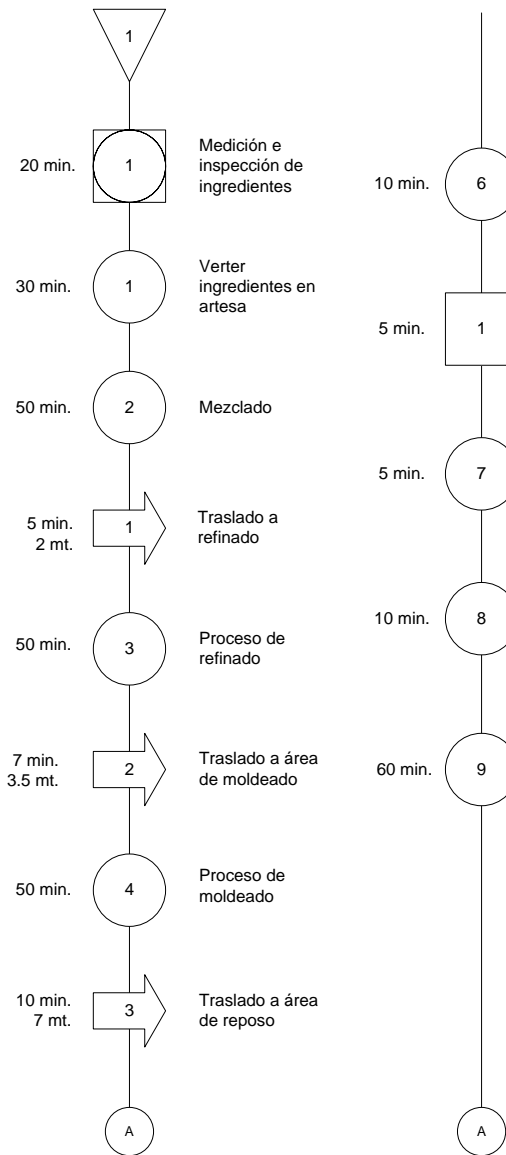 1
20 min.
1
Medición e
inspección de
ingredientes
30 min.
1
Verter
ingredientes en
artesa
50 min.
2
Mezclado
5 min.
2 mt.
1
Traslado a
refinado
50 min.
3
Proceso de
refinado
7 min.
3.5 mt.
2
Traslado a área
de moldeado
50 min.
4
Proceso de
moldeado
10 min.
7 mt.
3
Traslado a área
de reposo
A
10 min.
6
5 min.
1
5 min.
7
10 min.
8
60 min.
9
A